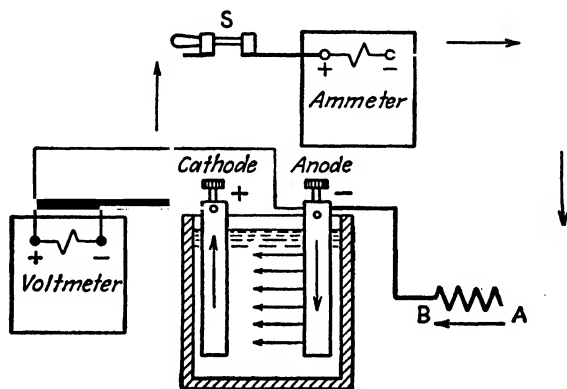 S
+ -
Ammeter
Cathode Anode
+ -
+ -
Voltmeter
B A